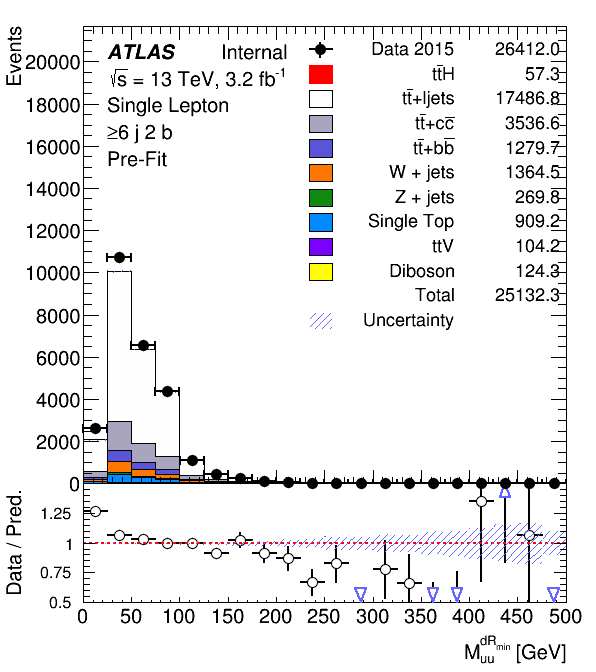 ATLAS Internal
√s = 13 TeV, 3.2 fb⁻¹
Single Lepton
≥6 j 2 b
Pre-Fit
Data 2015 26412.0
tt̄H 57.3
tt̄+ljets 17486.8
tt̄+cc̄ 3536.6
tt̄+bb̄ 1279.7
W + jets 1364.5
Z + jets 269.8
Single Top 909.2
ttV 104.2
Diboson 124.3
Total 25132.3
Uncertainty
Events
20000
18000
16000
14000
12000
10000
8000
6000
4000
2000
0
Data / Pred.
1.25
1
0.75
0.5
0 50 100 150 200 250 300 350 400 450 500
M_uu^dR_min [GeV]